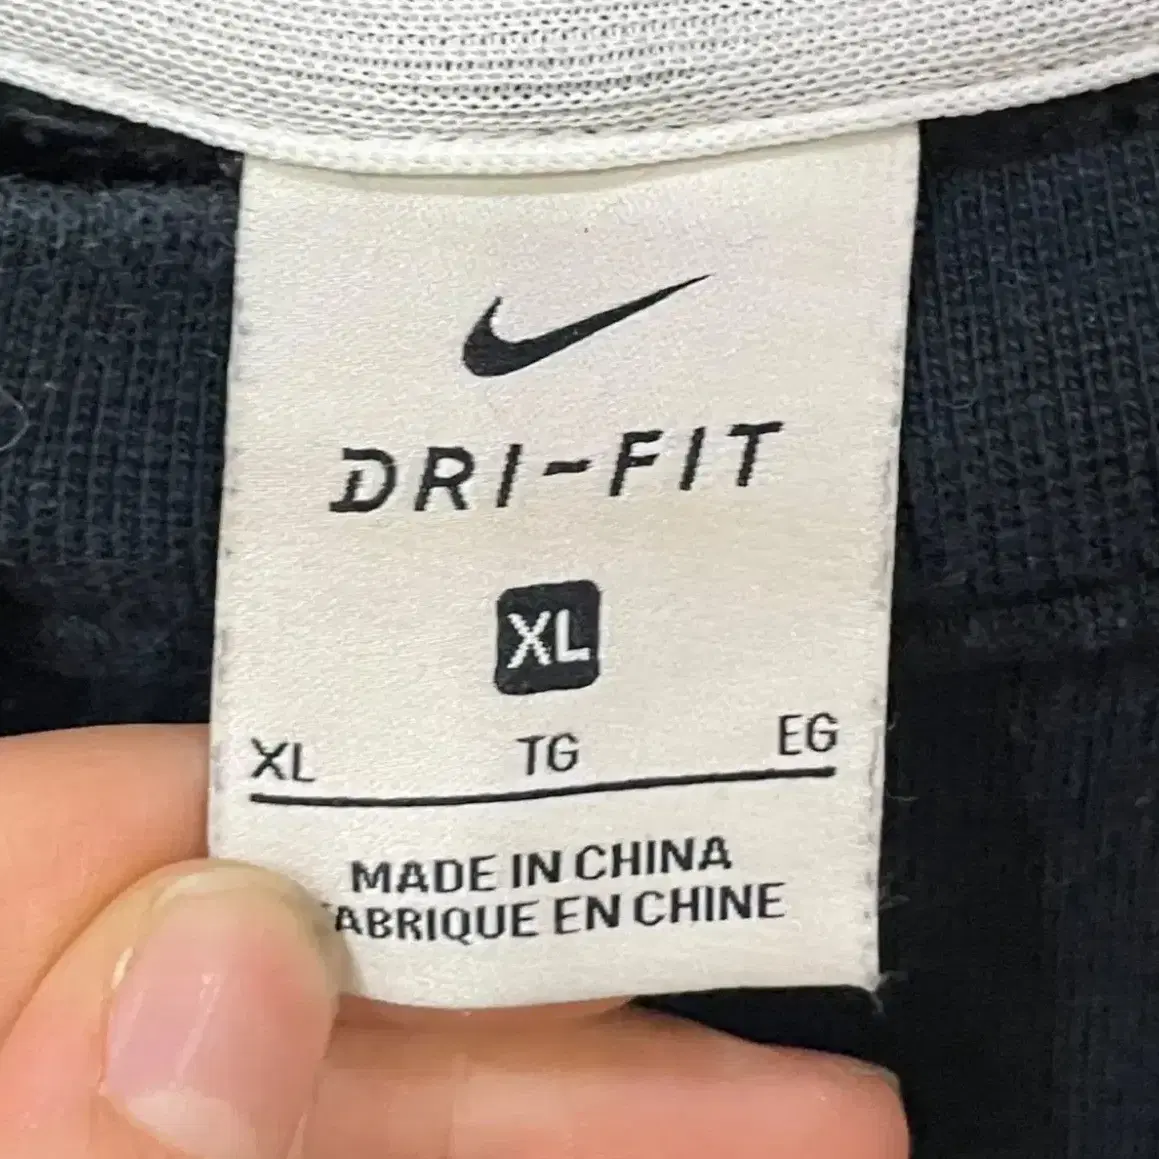 DRI-FIT
XL
XL TG EG
MADE IN CHINA
ABRIQUE EN CHINE